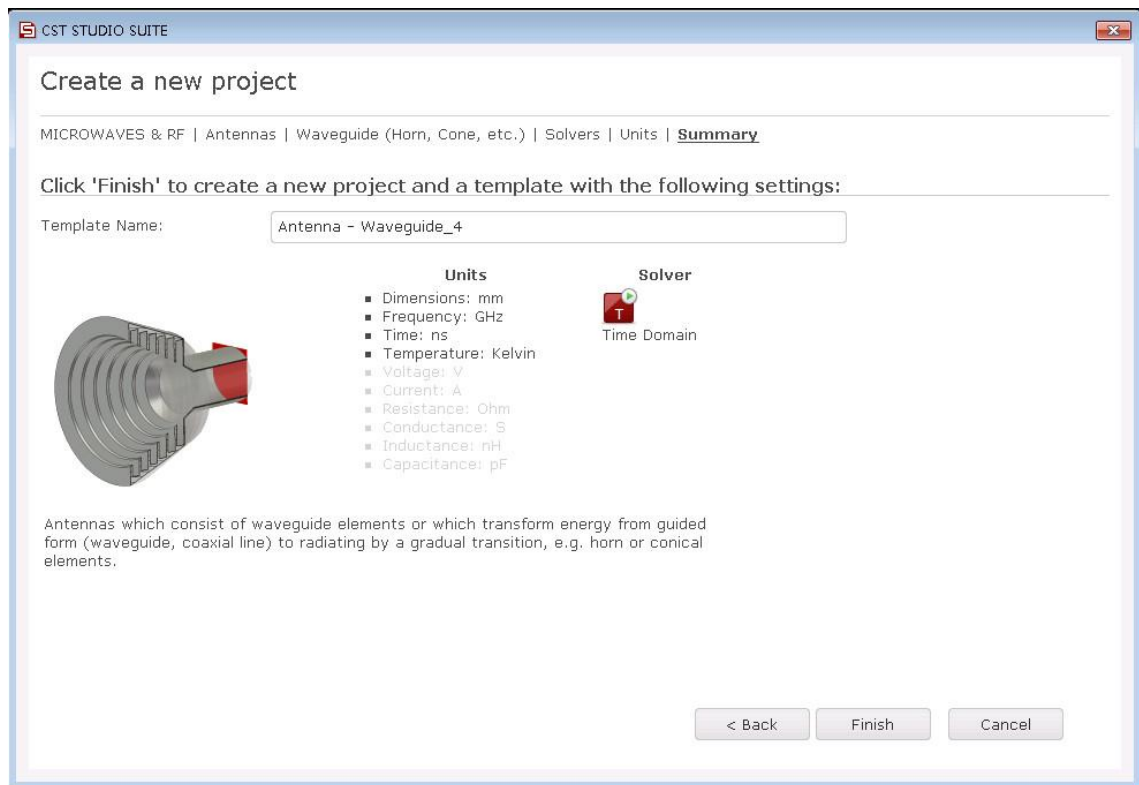 CST STUDIO SUITE
Create a new project
MICROWAVES & RF | Antennas | Waveguide (Horn, Cone, etc.) | Solvers | Units | Summary
Click 'Finish' to create a new project and a template with the following settings:
Template Name:
Antenna - Waveguide_4
Units
Solver
▪ Dimensions: mm
▪ Frequency: GHz
▪ Time: ns
▪ Temperature: Kelvin
▪ Voltage: V
▪ Current: A
▪ Resistance: Ohm
▪ Conductance: S
▪ Inductance: nH
▪ Capacitance: pF
T
Time Domain
Antennas which consist of waveguide elements or which transform energy from guided
form (waveguide, coaxial line) to radiating by a gradual transition, e.g. horn or conical
elements.
< Back
Finish
Cancel